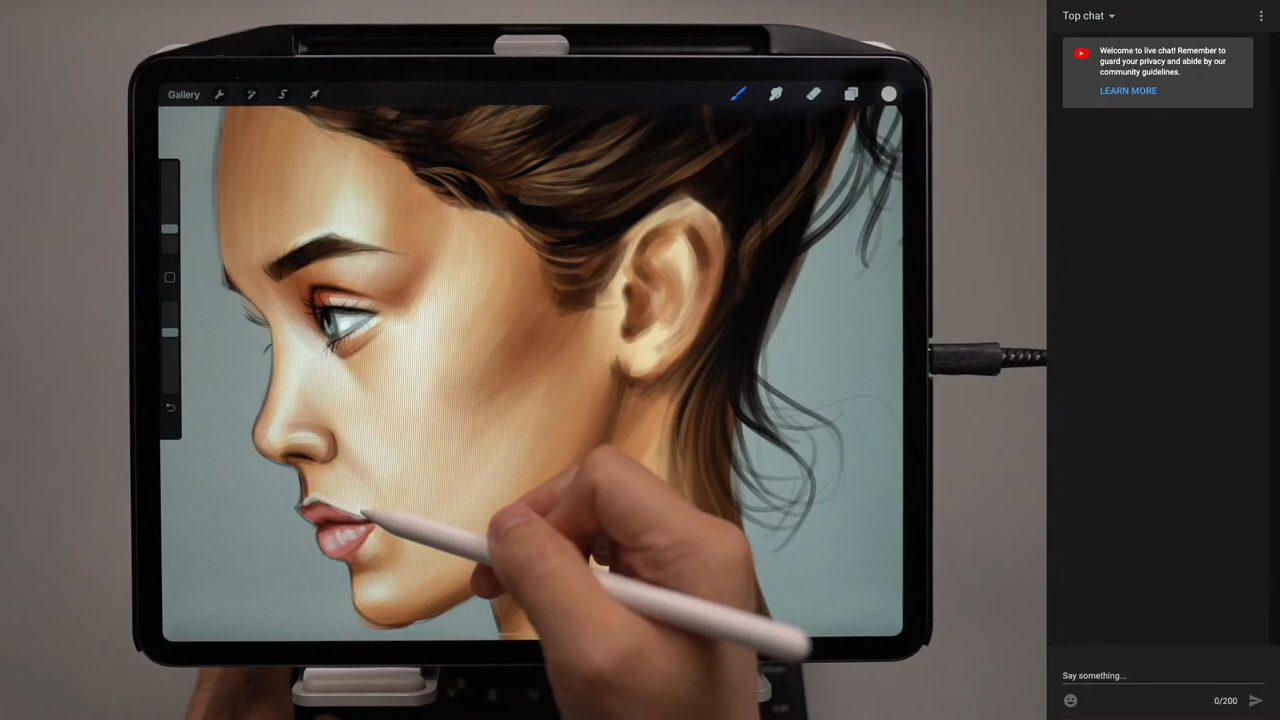 Gallery
Top chat
Welcome to live chat! Remember to
guard your privacy and abide by our
community guidelines.
LEARN MORE
Say something...
0/200